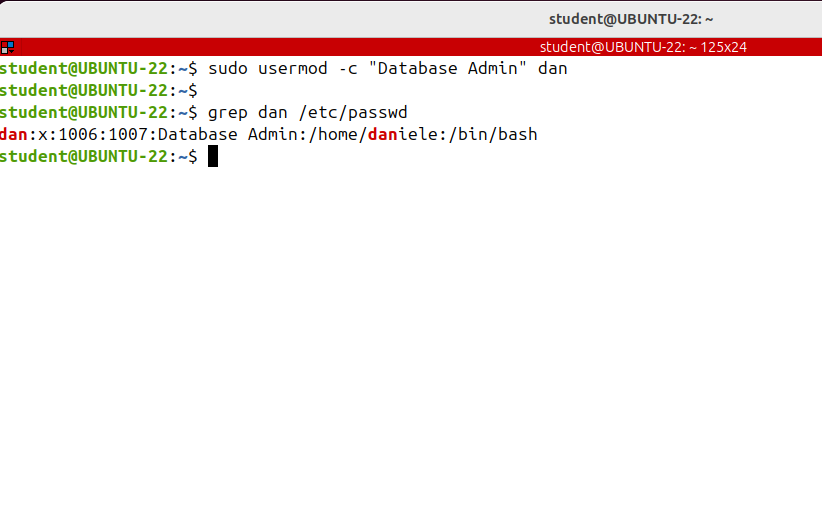 student@UBUNTU-22: ~
student@UBUNTU-22: ~ 125x24
student@UBUNTU-22:~$ sudo usermod -c "Database Admin" dan
student@UBUNTU-22:~$
student@UBUNTU-22:~$ grep dan /etc/passwd
dan:x:1006:1007:Database Admin:/home/daniele:/bin/bash
student@UBUNTU-22:~$